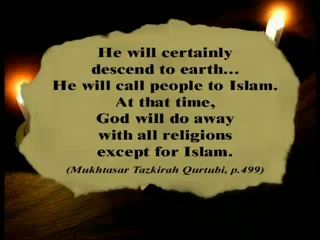 He will certainly
descend to earth...
He will call people to Islam.
At that time,
God will do away
with all religions
except for Islam.
(Mukhtasar Tazkirah Qurtubi, p.499)